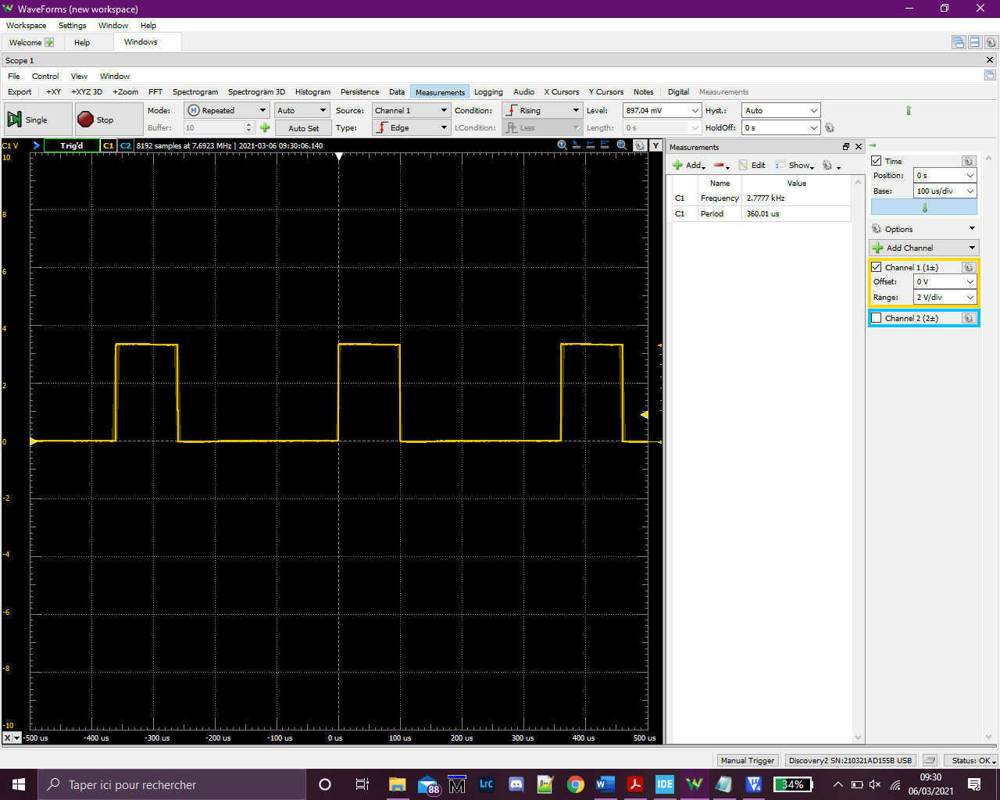 WaveForms (new workspace)
Workspace Settings Window Help
Welcome Help Windows
Scope 1
File Control View Window
Export +XY +XYZ 3D +Zoom FFT Spectrogram Spectrogram 3D Histogram Persistence Data Measurements Logging Audio X Cursors Y Cursors Notes Digital Measurements
Single Stop Mode: Repeated Auto Source: Channel 1 Condition: Rising Level: 897.04 mV Hyst.: Auto
Buffer: 10 Auto Set Type: Edge LCondition: Less Length: 0 s HoldOff: 0 s
C1 V Trig'd C1 C2 8192 samples at 7.6923 MHz | 2021-03-06 09:30:06.140 Y
10
8
6
4
2
0
-2
-4
-6
-8
-10
X -500 us -400 us -300 us -200 us -100 us 0 us 100 us 200 us 300 us 400 us 500 us
Measurements
Add Edit Show
Name Value
C1 Frequency 2.7777 kHz
C1 Period 360.01 us
Time
Position: 0 s
Base: 100 us/div
Options
Add Channel
Channel 1 (1±)
Offset: 0 V
Range: 2 V/div
Channel 2 (2±)
Manual Trigger Discovery2 SN:210321AD155B USB Status: OK
Taper ici pour rechercher 88 M Lrc W IDE W 4 34% 09:30
06/03/2021